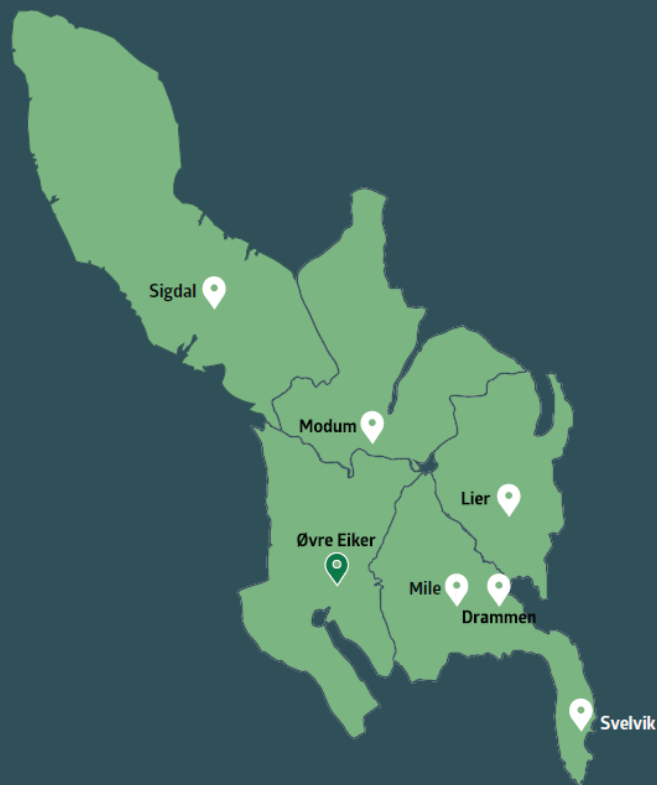 Sigdal
Modum
Lier
Øvre Eiker
Mile
Drammen
Svelvik